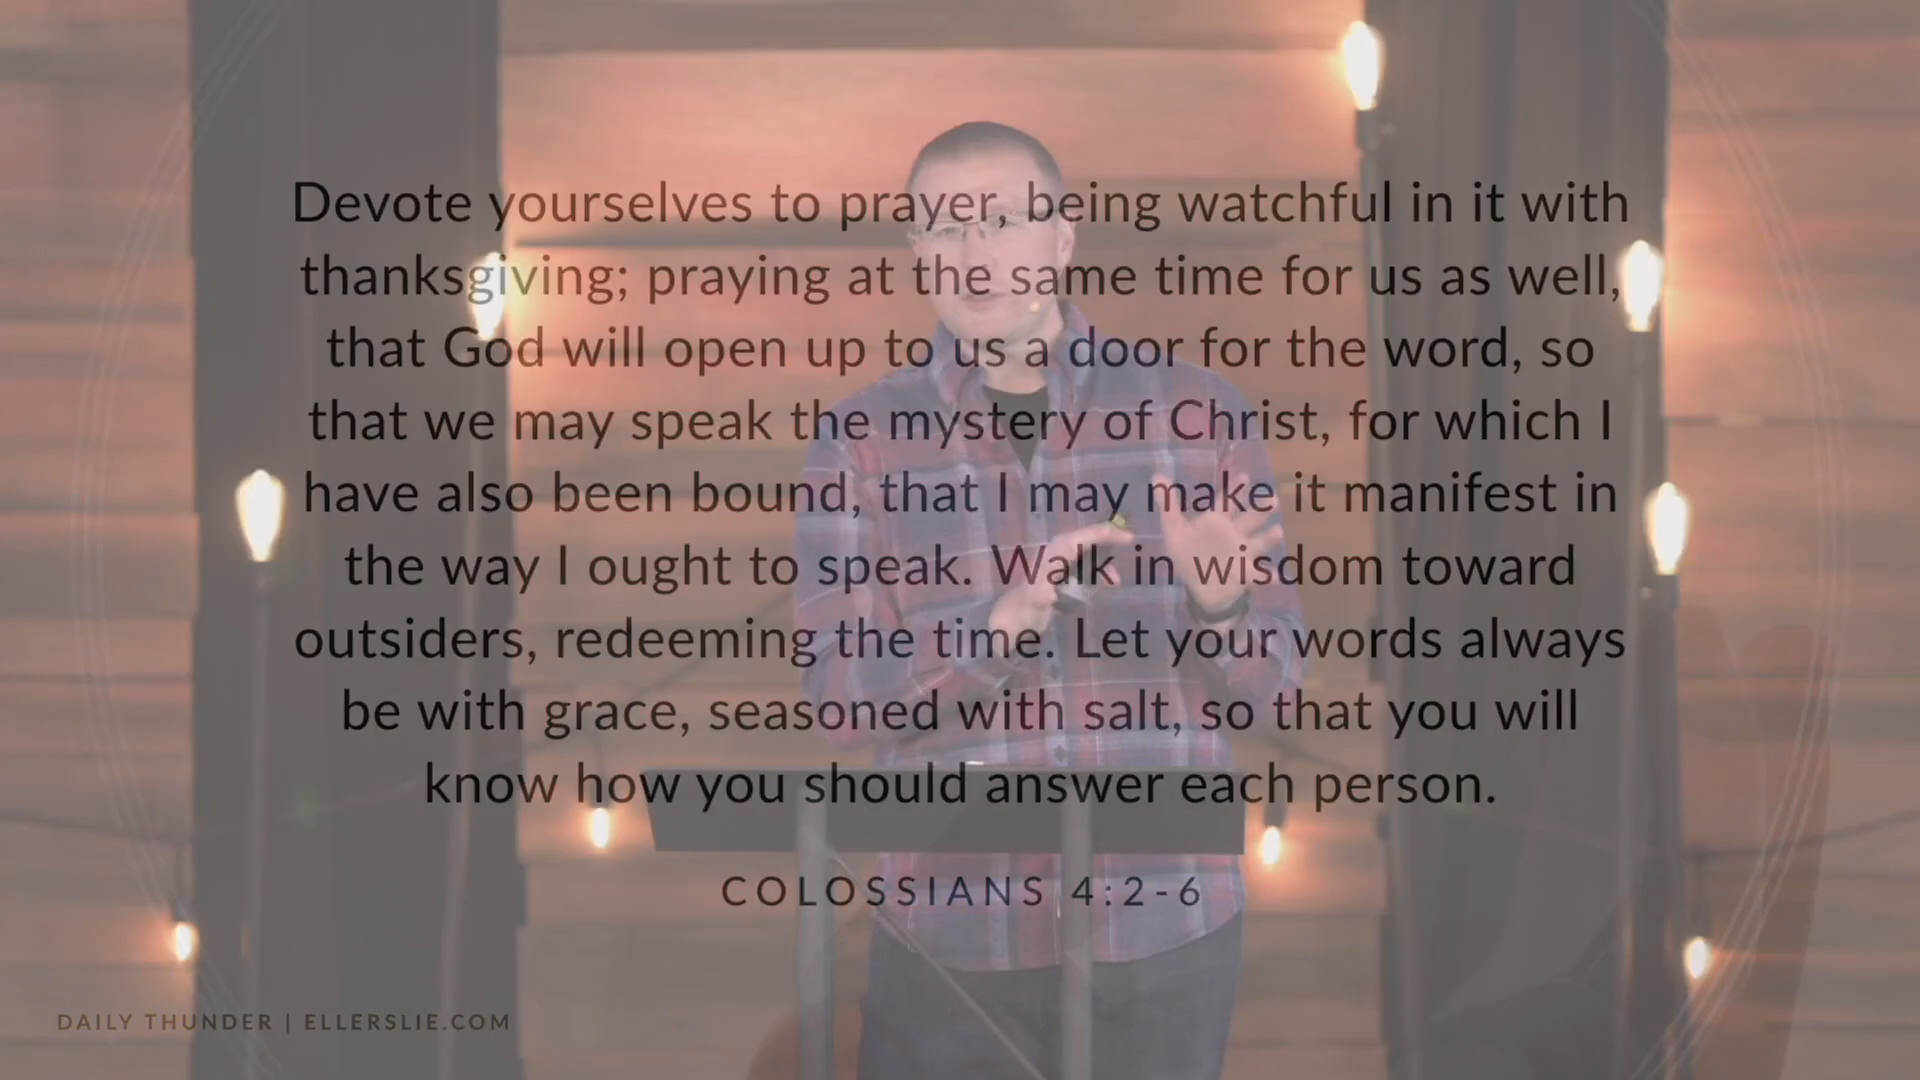 Devote yourselves to prayer, being watchful in it with
thanksgiving; praying at the same time for us as well,
that God will open up to us a door for the word, so
that we may speak the mystery of Christ, for which I
have also been bound, that I may make it manifest in
the way I ought to speak. Walk in wisdom toward
outsiders, redeeming the time. Let your words always
be with grace, seasoned with salt, so that you will
know how you should answer each person.
COLOSSIANS 4:2-6
DAILY THUNDER | ELLERSLIE.COM